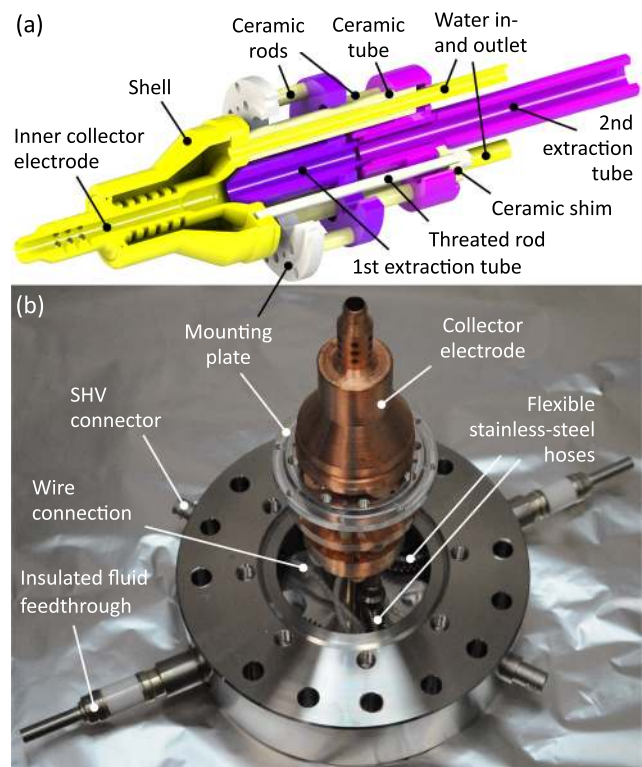 (a)
Ceramic
rods
Ceramic
tube
Water in-
and outlet
Shell
Inner collector
electrode
2nd
extraction
tube
Ceramic shim
Threated rod
1st extraction tube
(b)
Mounting
plate
Collector
electrode
SHV
connector
Flexible
stainless-steel
hoses
Wire
connection
Insulated fluid
feedthrough